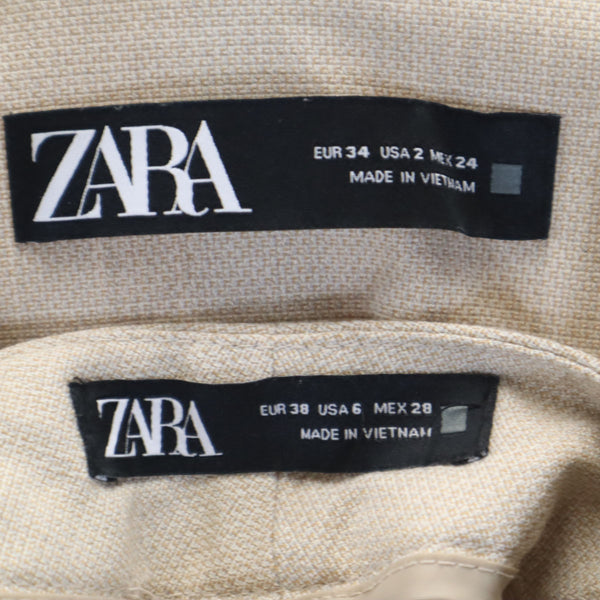 ZARA
EUR 34 USA 2 MEX 24
MADE IN VIETNAM
ZARA
EUR 38 USA 6 MEX 28
MADE IN VIETNAM